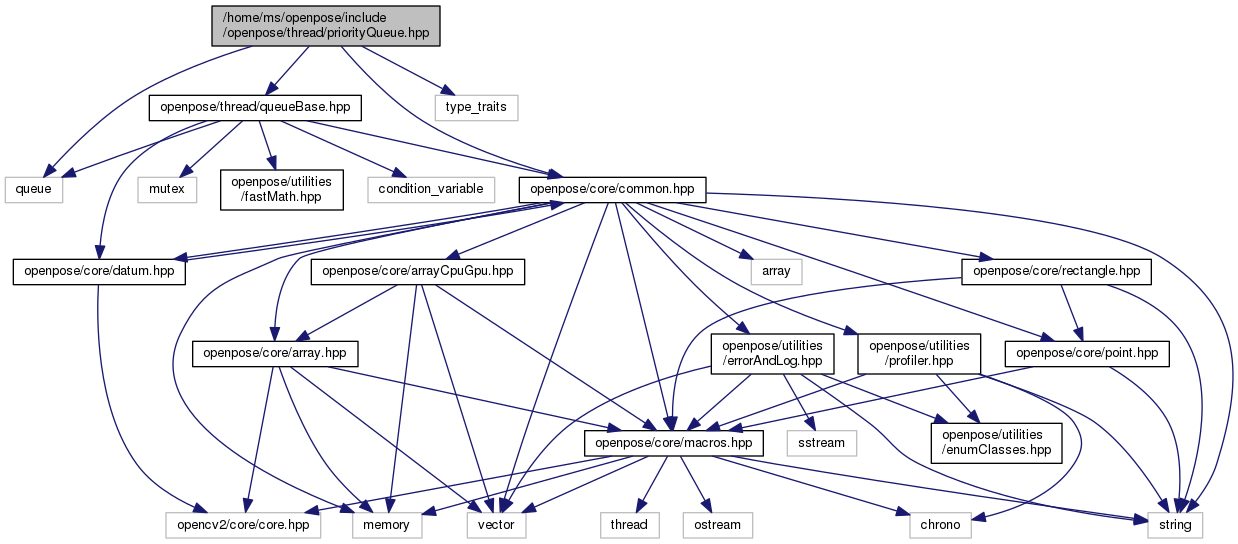 /home/ms/openpose/include
/openpose/thread/priorityQueue.hpp
openpose/thread/queueBase.hpp
type_traits
queue
mutex
openpose/utilities
/fastMath.hpp
condition_variable
openpose/core/common.hpp
openpose/core/datum.hpp
openpose/core/arrayCpuGpu.hpp
array
openpose/core/rectangle.hpp
openpose/core/array.hpp
openpose/utilities
/errorAndLog.hpp
openpose/utilities
/profiler.hpp
openpose/core/point.hpp
openpose/core/macros.hpp
sstream
openpose/utilities
/enumClasses.hpp
opencv2/core/core.hpp
memory
vector
thread
ostream
chrono
string